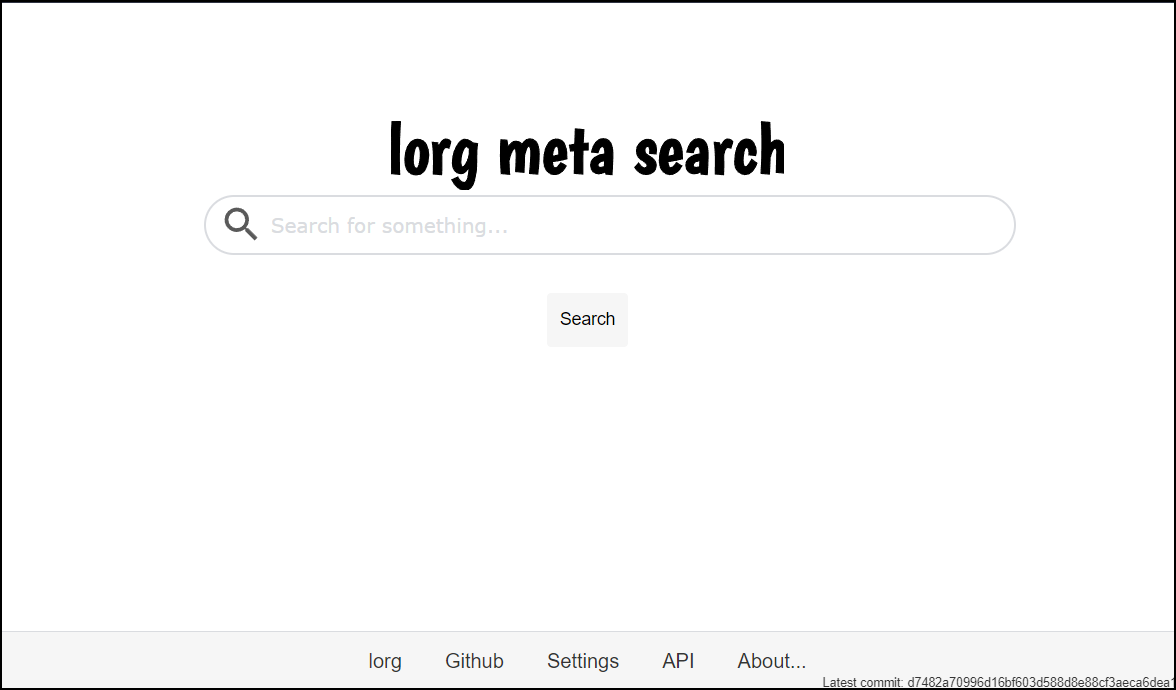 lorg meta search
Search for something...
Search
lorg Github Settings API About...
Latest commit: d7482a70996d16bf603d588d8e88cf3aeca6dea1